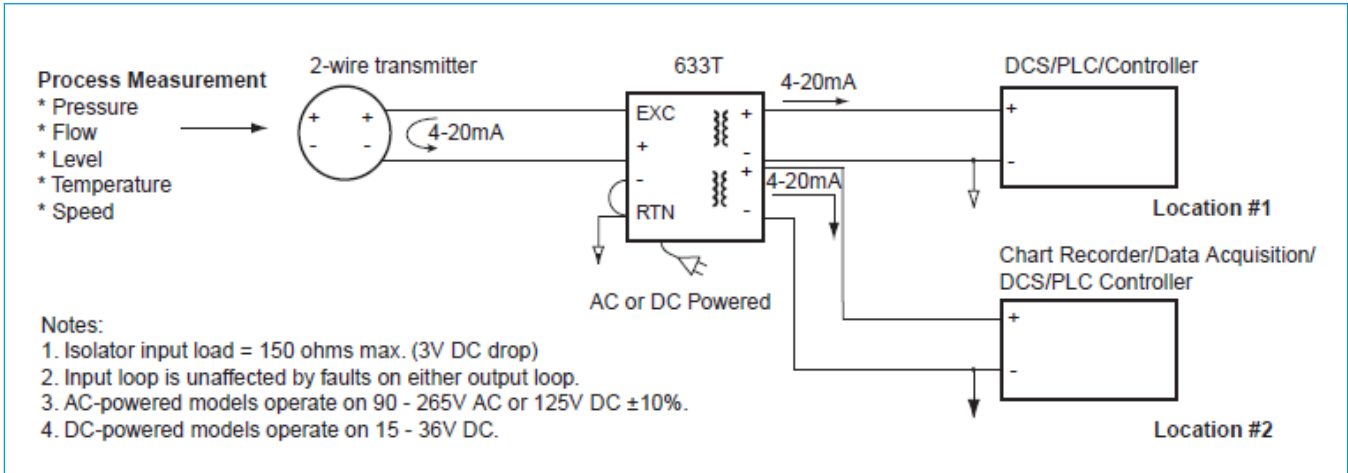 Process Measurement
* Pressure
* Flow
* Level
* Temperature
* Speed
2-wire transmitter
+ +
- -
4-20mA
633T
EXC
+
-
RTN
+
-
+
-
AC or DC Powered
4-20mA
4-20mA
DCS/PLC/Controller
+
-
Location #1
Chart Recorder/Data Acquisition/
DCS/PLC Controller
+
-
Location #2
Notes:
1. Isolator input load = 150 ohms max. (3V DC drop)
2. Input loop is unaffected by faults on either output loop.
3. AC-powered models operate on 90 - 265V AC or 125V DC ±10%.
4. DC-powered models operate on 15 - 36V DC.